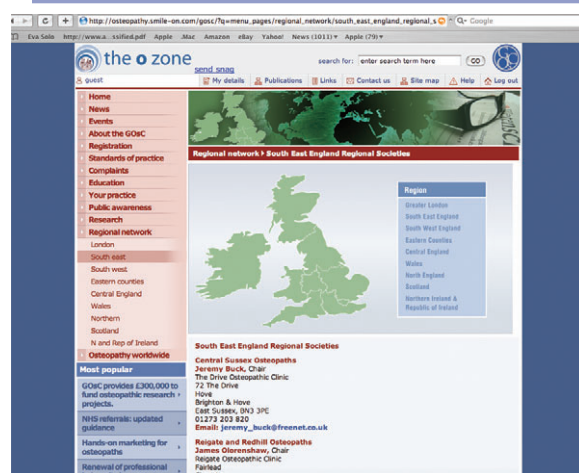 http://osteopathy.smile-on.com/gosc/?q=menu_pages/regional_network/south_east_england_regional_s
Q- Google
Eva Solo http://www.a...ssified.pdf Apple .Mac Amazon eBay Yahoo! News (1011) Apple (79)
the o zone
send snag
search for: enter search term here GO
guest
My details Publications Links Contact us Site map Help Log out
Home
News
Events
About the GOsC
Registration
Standards of practice
Complaints
Education
Your practice
Public awareness
Research
Regional network
London
South east
South west
Eastern counties
Central England
Wales
Northern
Scotland
N and Rep of Ireland
Osteopathy worldwide
Most popular
GOsC provides £300,000 to
fund osteopathic research
projects.
NHS referrals: updated
guidance
Hands-on marketing for
osteopaths
Renewal of professional
Regional network South East England Regional Societies
Region
Greater London
South East England
South West England
Eastern Counties
Central England
Wales
North England
Scotland
Northern Ireland &
Republic of Ireland
South East England Regional Societies
Central Sussex Osteopaths
Jeremy Buck, Chair
The Drive Osteopathic Clinic
72 The Drive
Hove
Brighton & Hove
East Sussex, BN3 3PE
01273 203 820
Email: jeremy_buck@freenet.co.uk
Reigate and Redhill Osteopaths
James Olorenshaw, Chair
Reigate Osteopathic Clinic
Fairlead